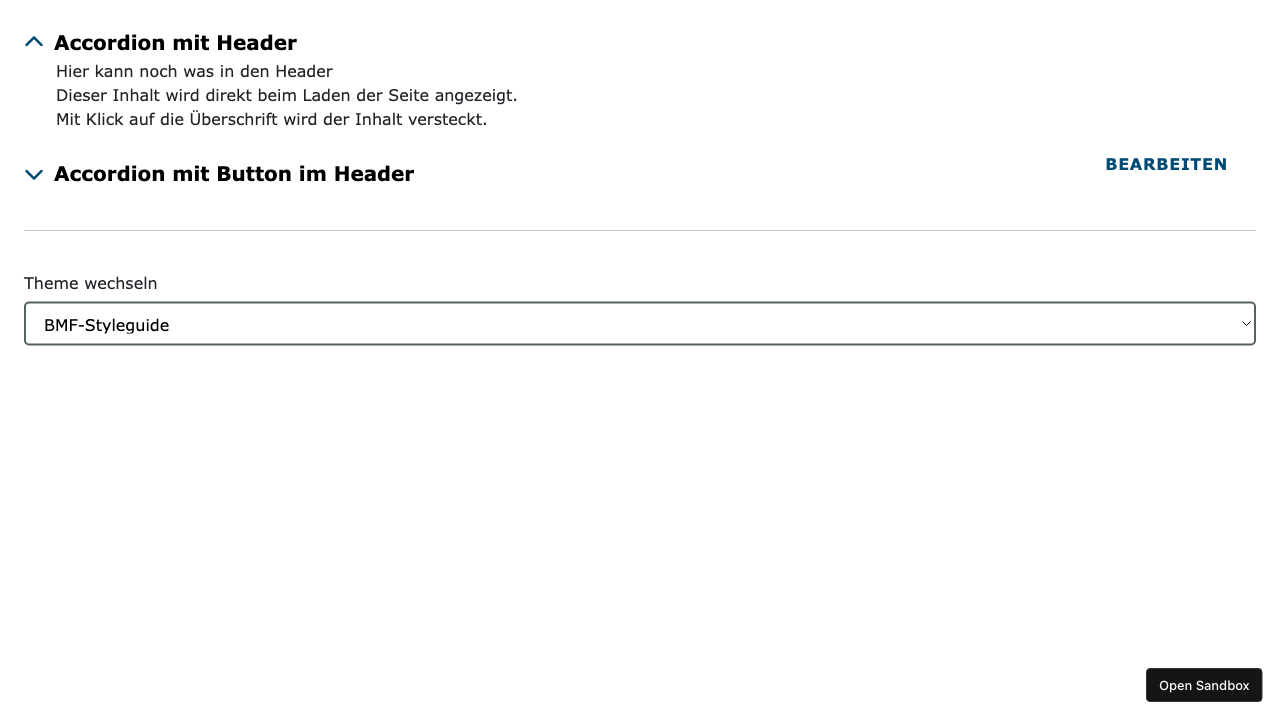 Accordion mit Header
Hier kann noch was in den Header
Dieser Inhalt wird direkt beim Laden der Seite angezeigt.
Mit Klick auf die Überschrift wird der Inhalt versteckt.
Accordion mit Button im Header
BEARBEITEN
Theme wechseln
BMF-Styleguide
Open Sandbox